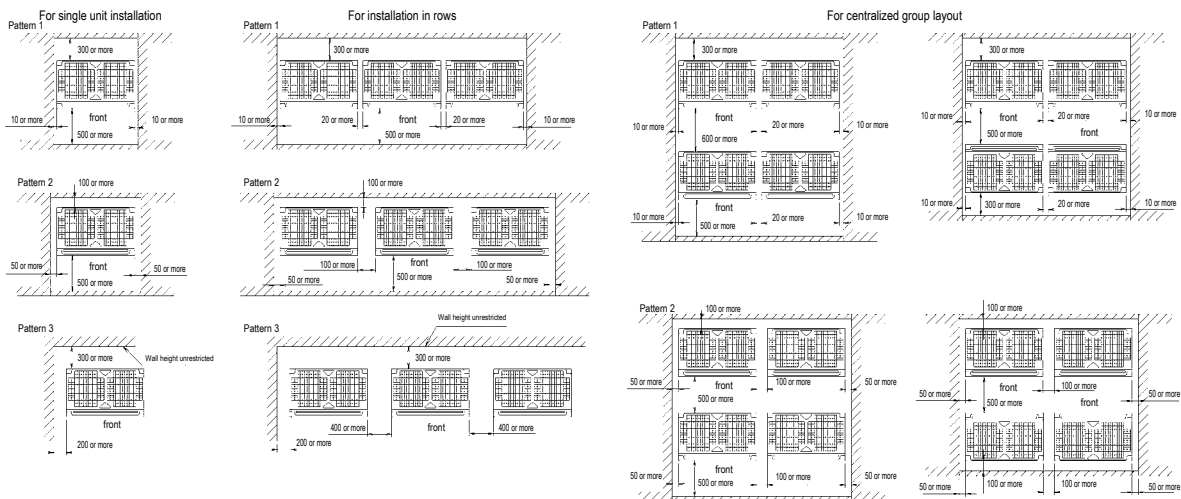 For single unit installation
Pattern 1
300 or more
10 or more
front
500 or more
10 or more
Pattern 2
100 or more
50 or more
front
500 or more
50 or more
Pattern 3
300 or more
Wall height unrestricted
front
200 or more
For installation in rows
300 or more
10 or more
20 or more
front
500 or more
20 or more
10 or more
Pattern 2
100 or more
100 or more
front
500 or more
100 or more
50 or more
50 or more
Pattern 3
Wall height unrestricted
300 or more
400 or more
front
400 or more
200 or more
For centralized group layout
Pattern 1
300 or more
10 or more
front
600 or more
20 or more
10 or more
10 or more
front
500 or more
20 or more
10 or more
300 or more
10 or more
front
500 or more
20 or more
front
10 or more
10 or more
300 or more
20 or more
10 or more
Pattern 2
100 or more
50 or more
front
500 or more
100 or more
50 or more
50 or more
front
500 or more
100 or more
50 or more
100 or more
50 or more
front
500 or more
100 or more
front
50 or more
50 or more
100 or more
100 or more
50 or more